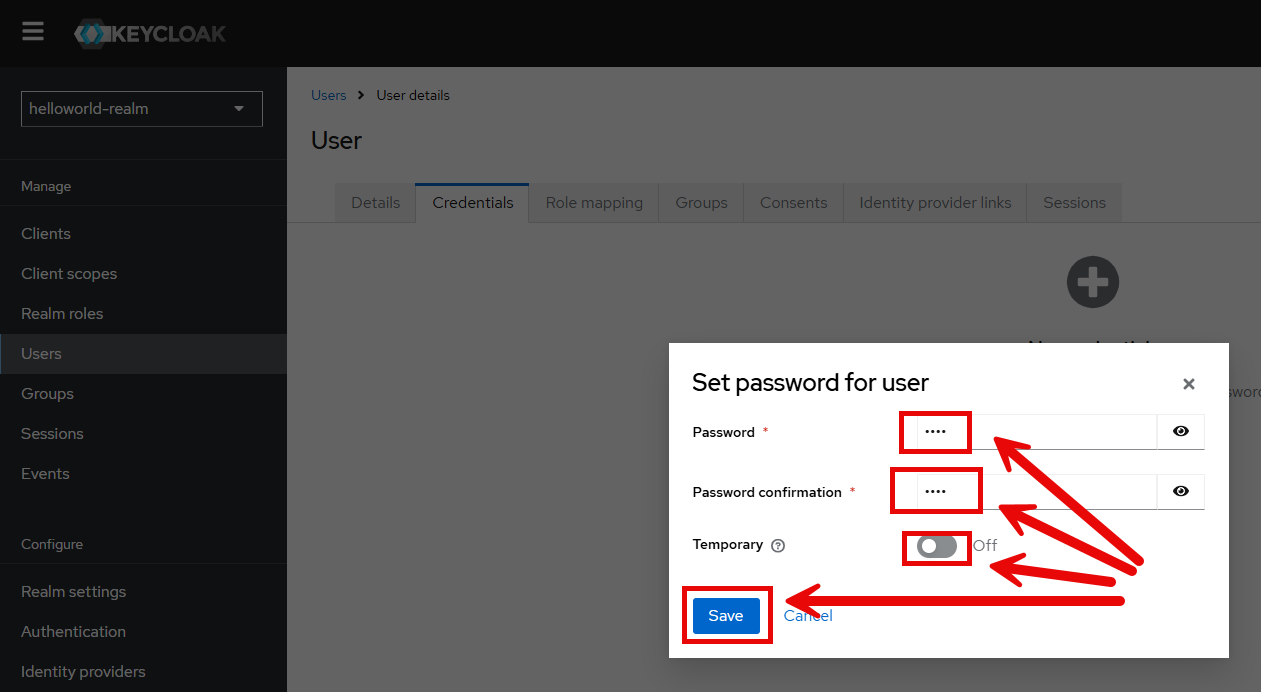 KEYCLOAK
helloworld-realm
Users
User details
User
Manage
Details
Credentials
Role mapping
Groups
Consents
Identity provider links
Sessions
Clients
Client scopes
Realm roles
Users
Groups
Sessions
Events
Set password for user
Password *
Password confirmation *
Temporary
Off
Save
Cancel
Configure
Realm settings
Authentication
Identity providers